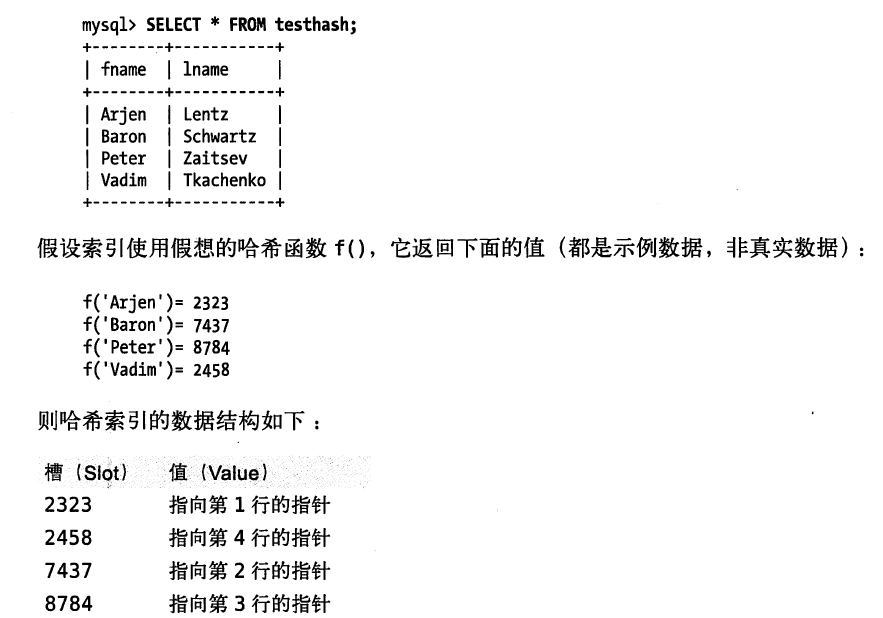 mysql> SELECT * FROM testhash;
+--------+-----------+
| fname | lname |
+--------+-----------+
| Arjen | Lentz |
| Baron | Schwartz |
| Peter | Zaitsev |
| Vadim | Tkachenko |
+--------+-----------+
假设索引使用假想的哈希函数 f()，它返回下面的值（都是示例数据，非真实数据）：
f('Arjen')= 2323
f('Baron')= 7437
f('Peter')= 8784
f('Vadim')= 2458
则哈希索引的数据结构如下：
槽（Slot） 值（Value）
2323 指向第 1 行的指针
2458 指向第 4 行的指针
7437 指向第 2 行的指针
8784 指向第 3 行的指针